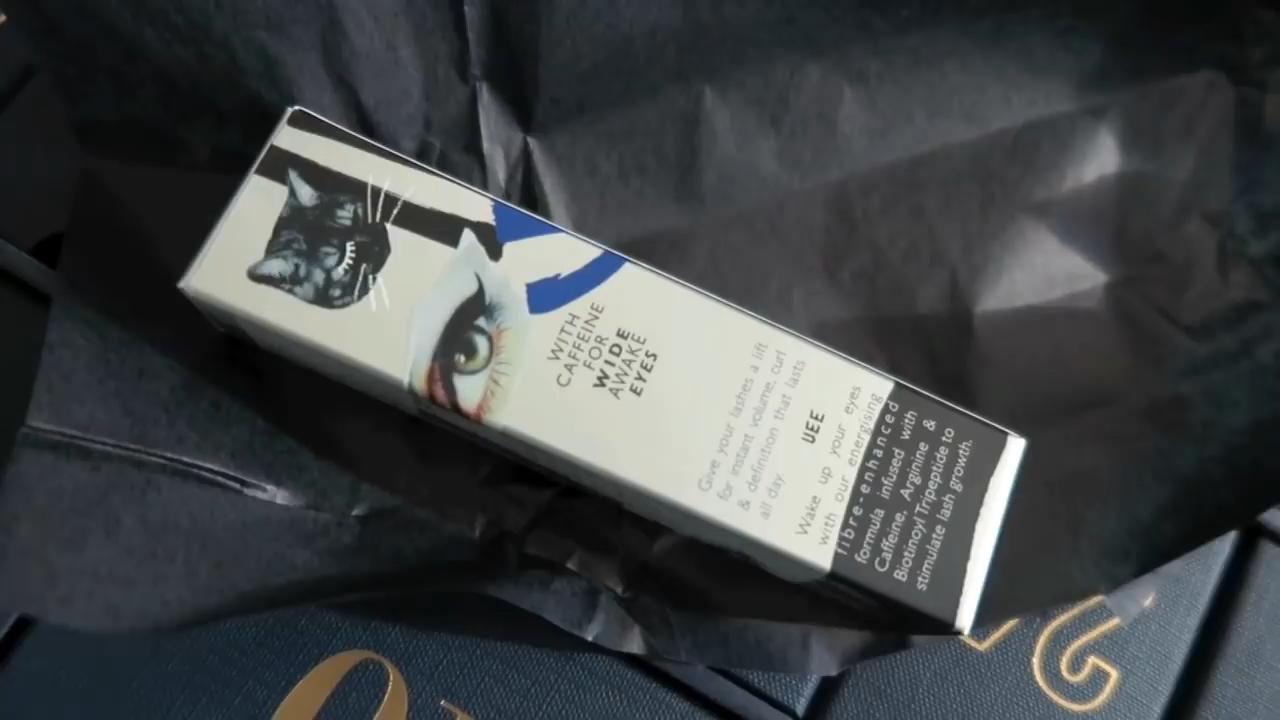 WITH
CAFFEINE
FOR
WIDE
AWAKE
EYES
Give your lashes a lift
for instant volume, curl
& definition that lasts
all day.
UEE
Wake up your eyes
with our energising
fibre-enhanced
formula infused with
Caffeine, Arginine &
Biotinoyl Tripeptide to
stimulate lash growth.
G